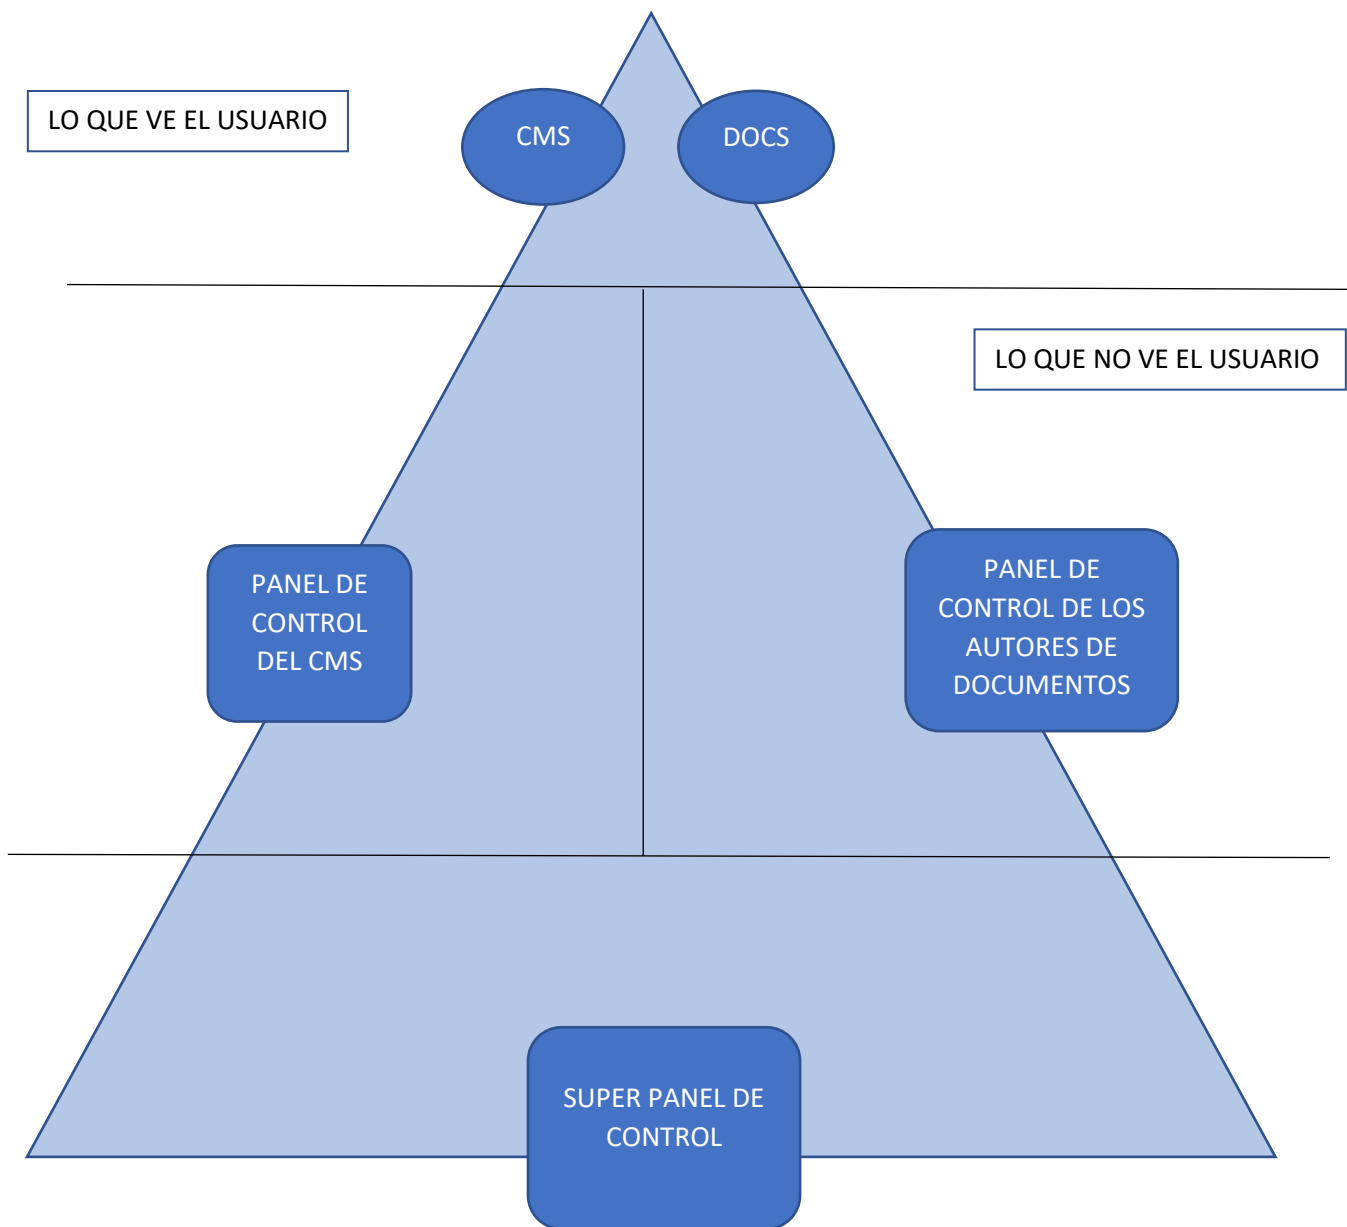 LO QUE VE EL USUARIO
CMS
DOCS
LO QUE NO VE EL USUARIO
PANEL DE
CONTROL
DEL CMS
PANEL DE
CONTROL DE LOS
AUTORES DE
DOCUMENTOS
SUPER PANEL DE
CONTROL